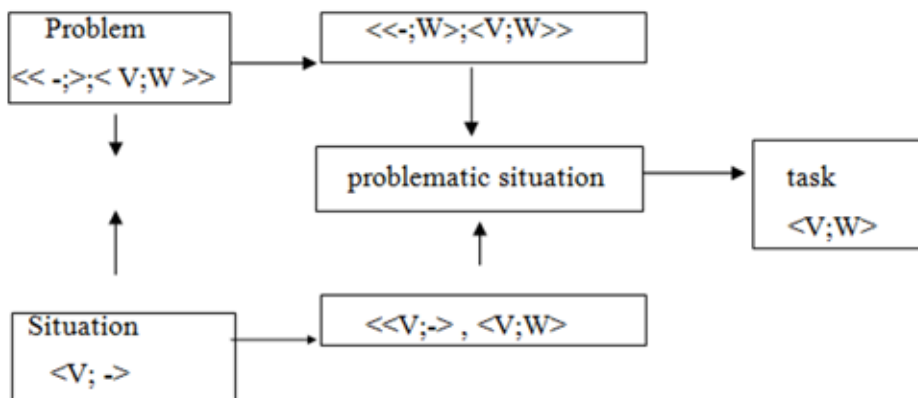 Problem
<< -;>;< V;W >>
<<-;W>;<V;W>>
problematic situation
task
<V;W>
Situation
<V; ->
<<V;-> , <V;W>